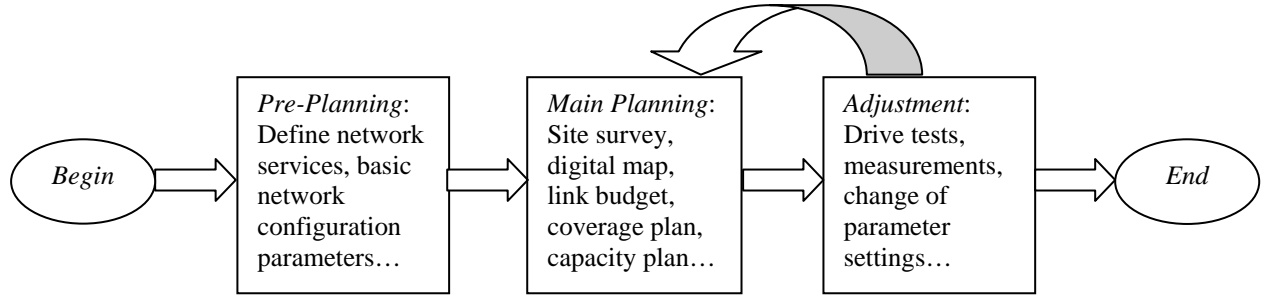 Begin
Pre-Planning:
Define network
services, basic
network
configuration
parameters…
Main Planning:
Site survey,
digital map,
link budget,
coverage plan,
capacity plan…
Adjustment:
Drive tests,
measurements,
change of
parameter
settings…
End